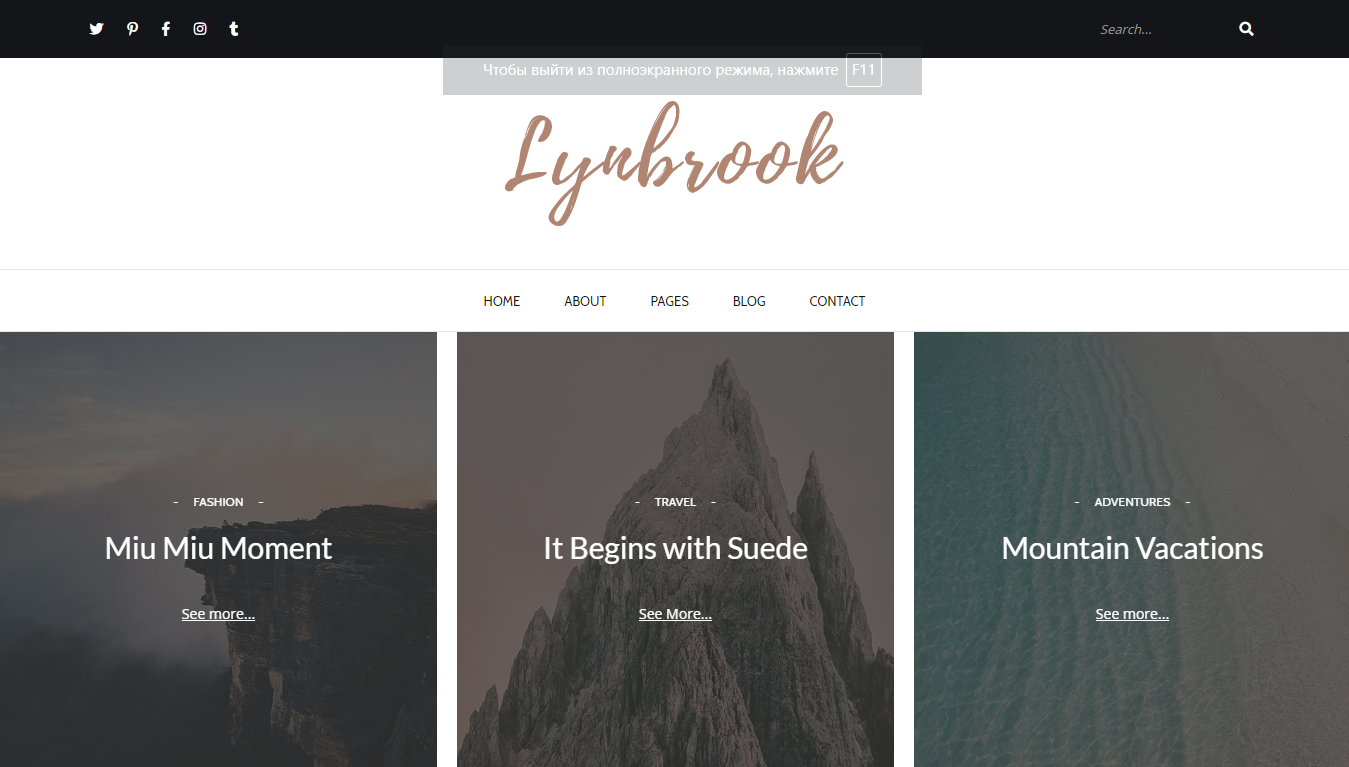 Search...
Чтобы выйти из полноэкранного режима, нажмите F11
Lynbrook
HOME ABOUT PAGES BLOG CONTACT
- FASHION -
Miu Miu Moment
See more...
- TRAVEL -
It Begins with Suede
See More...
- ADVENTURES -
Mountain Vacations
See more...